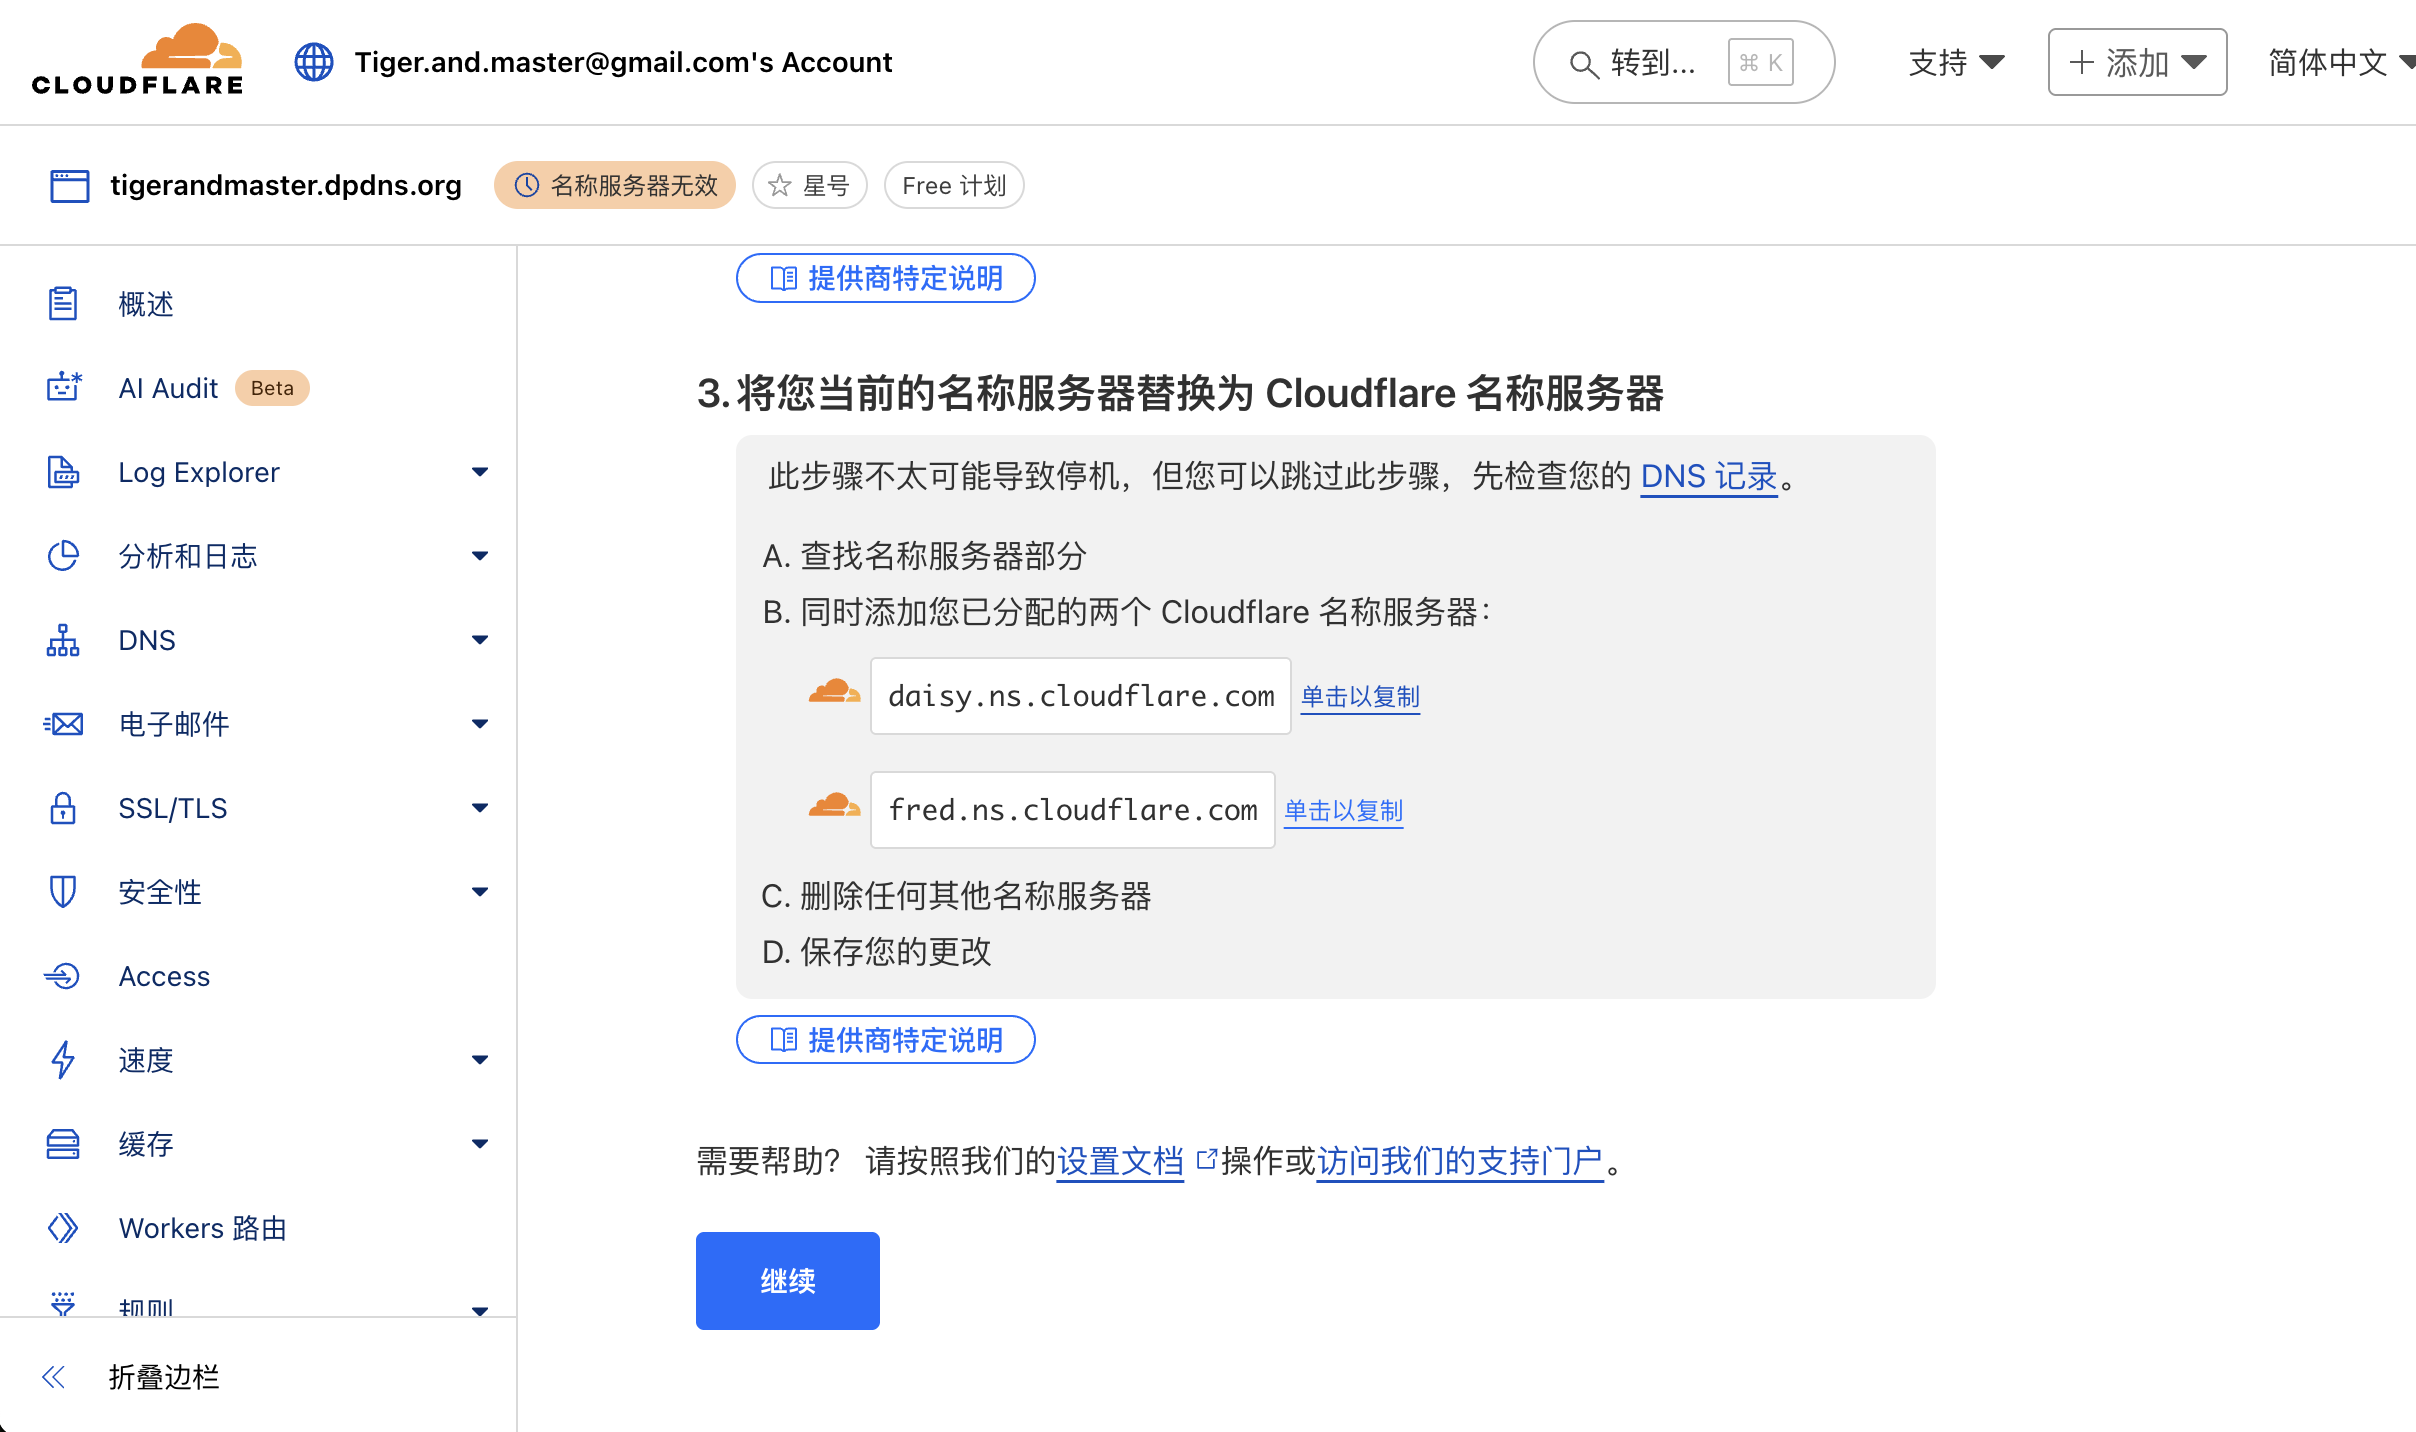 CLOUDFLARE
Tiger.and.master@gmail.com's Account
转到...
⌘ K
支持
添加
简体中文
tigerandmaster.dpdns.org
名称服务器无效
星号
Free 计划
概述
AI Audit Beta
Log Explorer
分析和日志
DNS
电子邮件
SSL/TLS
安全性
Access
速度
缓存
Workers 路由
规则
折叠边栏
提供商特定说明
3. 将您当前的名称服务器替换为 Cloudflare 名称服务器
此步骤不太可能导致停机，但您可以跳过此步骤，先检查您的 DNS 记录。
A. 查找名称服务器部分
B. 同时添加您已分配的两个 Cloudflare 名称服务器：
daisy.ns.cloudflare.com 单击以复制
fred.ns.cloudflare.com 单击以复制
C. 删除任何其他名称服务器
D. 保存您的更改
提供商特定说明
需要帮助？ 请按照我们的设置文档操作或访问我们的支持门户。
继续